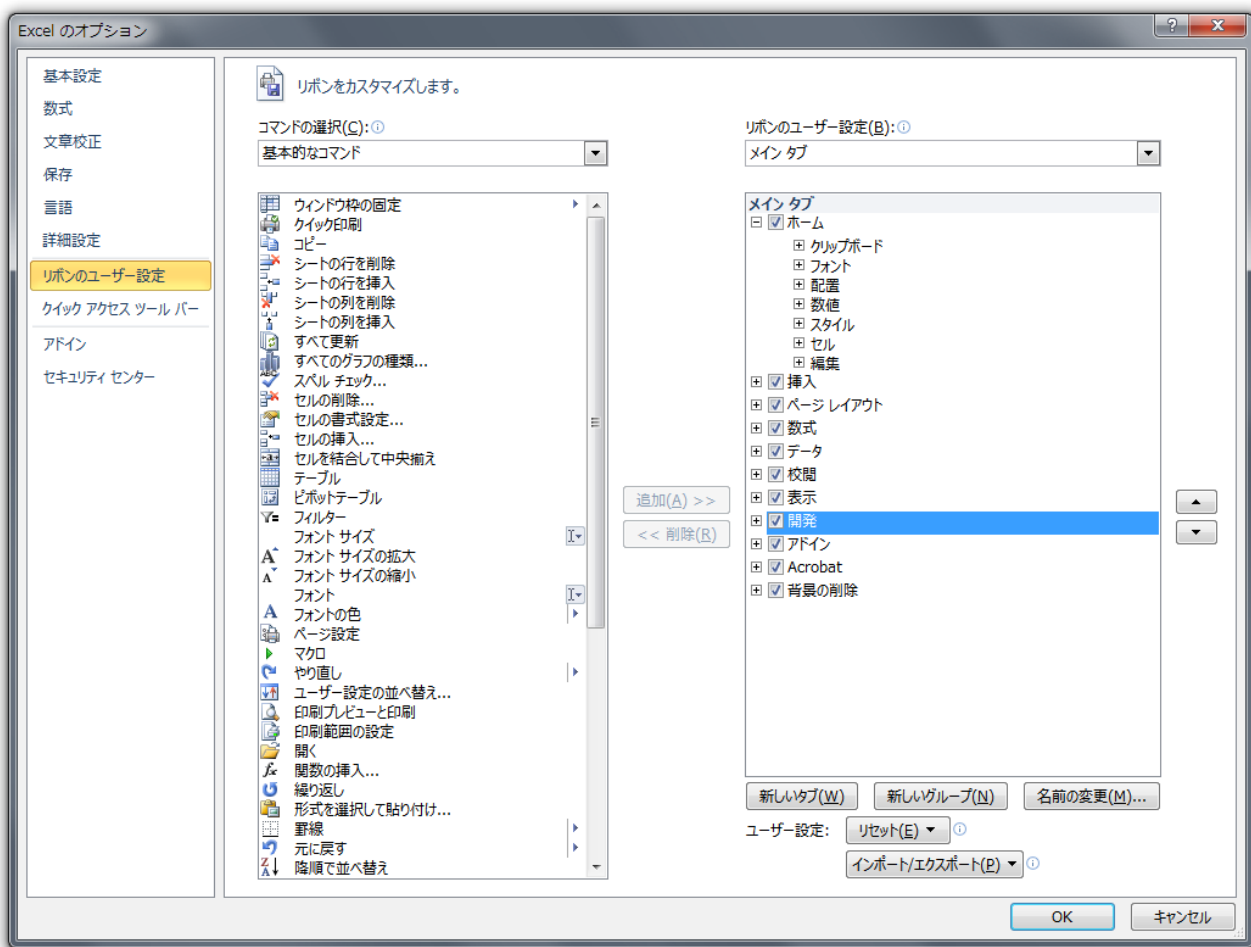 Excel のオプション
基本設定
数式
文章校正
保存
言語
詳細設定
リボンのユーザー設定
クイック アクセス ツール バー
アドイン
セキュリティ センター
リボンをカスタマイズします。
コマンドの選択(C):
基本的なコマンド
ウィンドウ枠の固定
クイック印刷
コピー
シートの行を削除
シートの行を挿入
シートの列を削除
シートの列を挿入
すべて更新
すべてのグラフの種類...
スペル チェック...
セルの削除...
セルの書式設定...
セルの挿入...
セルを結合して中央揃え
テーブル
ピボットテーブル
フィルター
フォント サイズ
フォント サイズの拡大
フォント サイズの縮小
フォント
フォントの色
ページ設定
マクロ
やり直し
ユーザー設定の並べ替え...
印刷プレビューと印刷
印刷範囲の設定
開く
関数の挿入...
繰り返し
形式を選択して貼り付け...
罫線
元に戻す
降順で並べ替え
追加(A) >>
<< 削除(R)
リボンのユーザー設定(B):
メイン タブ
メイン タブ
ホーム
クリップボード
フォント
配置
数値
スタイル
セル
編集
挿入
ページ レイアウト
数式
データ
校閲
表示
開発
アドイン
Acrobat
背景の削除
新しいタブ(W)
新しいグループ(N)
名前の変更(M)...
ユーザー設定:
リセット(E)
インポート/エクスポート(P)
OK
キャンセル